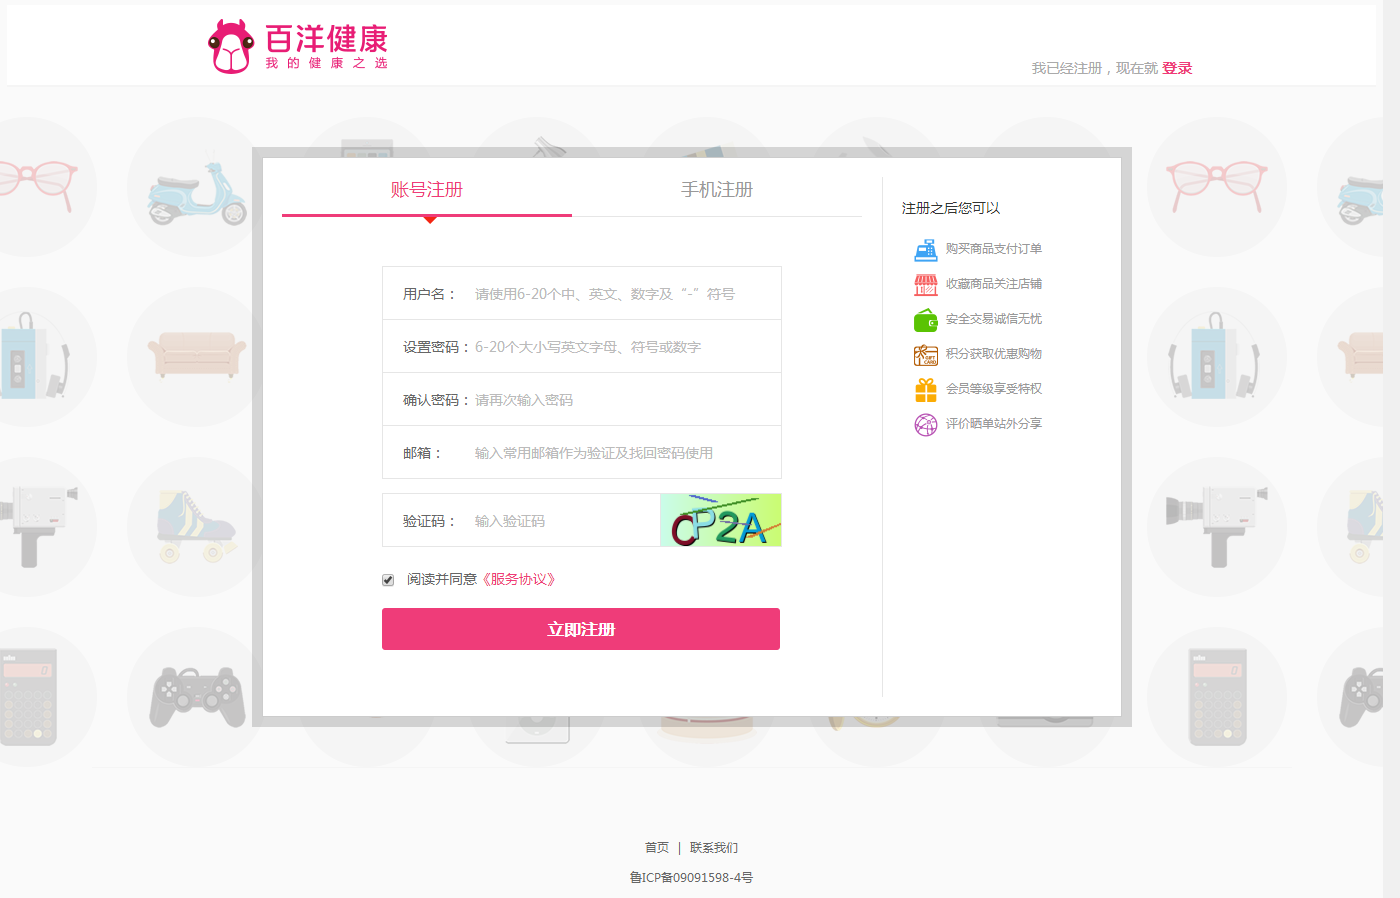 百洋健康
我的健康之选
我已经注册，现在就 登录
账号注册
手机注册
用户名： 请使用6-20个中、英文、数字及“-”符号
设置密码： 6-20个大小写英文字母、符号或数字
确认密码： 请再次输入密码
邮箱： 输入常用邮箱作为验证及找回密码使用
验证码： 输入验证码
CP2A
阅读并同意《服务协议》
立即注册
注册之后您可以
购买商品支付订单
收藏商品关注店铺
安全交易诚信无忧
GIFT CARD
积分获取优惠购物
会员等级享受特权
评价晒单站外分享
首页 | 联系我们
鲁ICP备09091598-4号